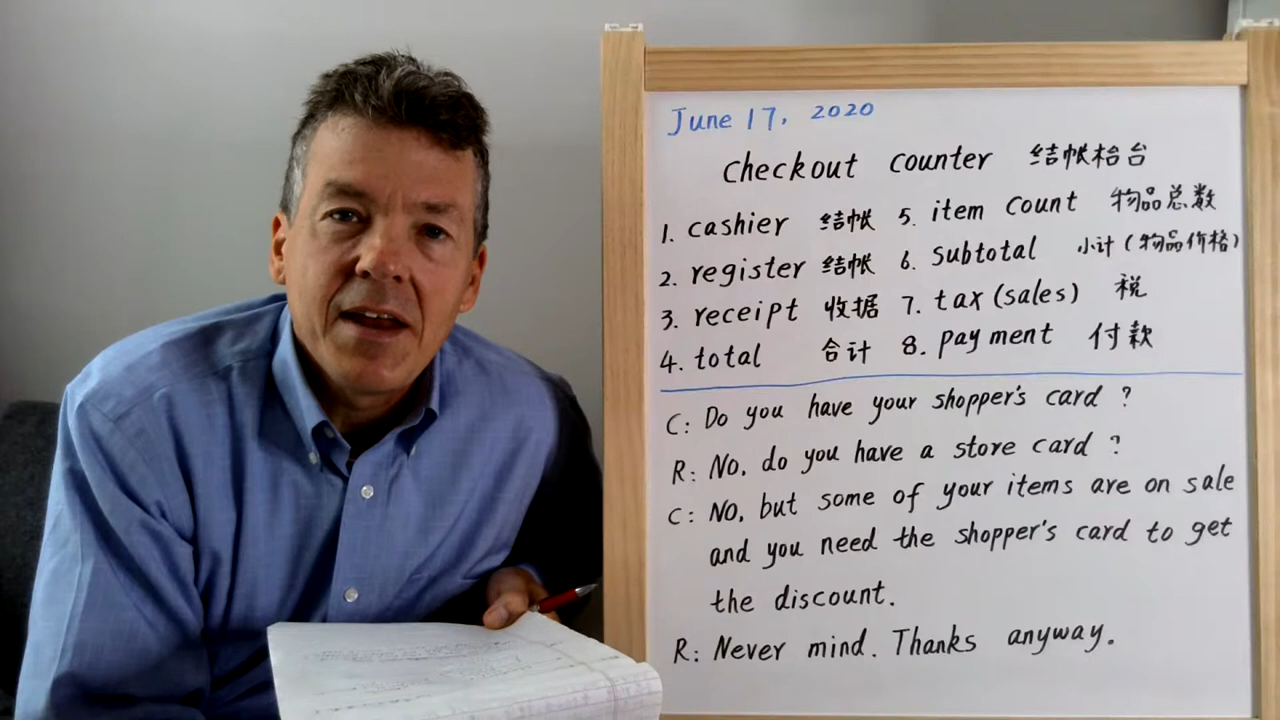 June 17, 2020
checkout counter 结帐枱台
1. cashier 结帐
2. register 结帐
3. receipt 收据
4. total 合计
5. item count 物品总数
6. subtotal 小计(物品价格)
7. tax (sales) 税
8. payment 付款
C: Do you have your shopper's card ?
R: No, do you have a store card ?
C: No, but some of your items are on sale
and you need the shopper's card to get
the discount.
R: Never mind. Thanks anyway.